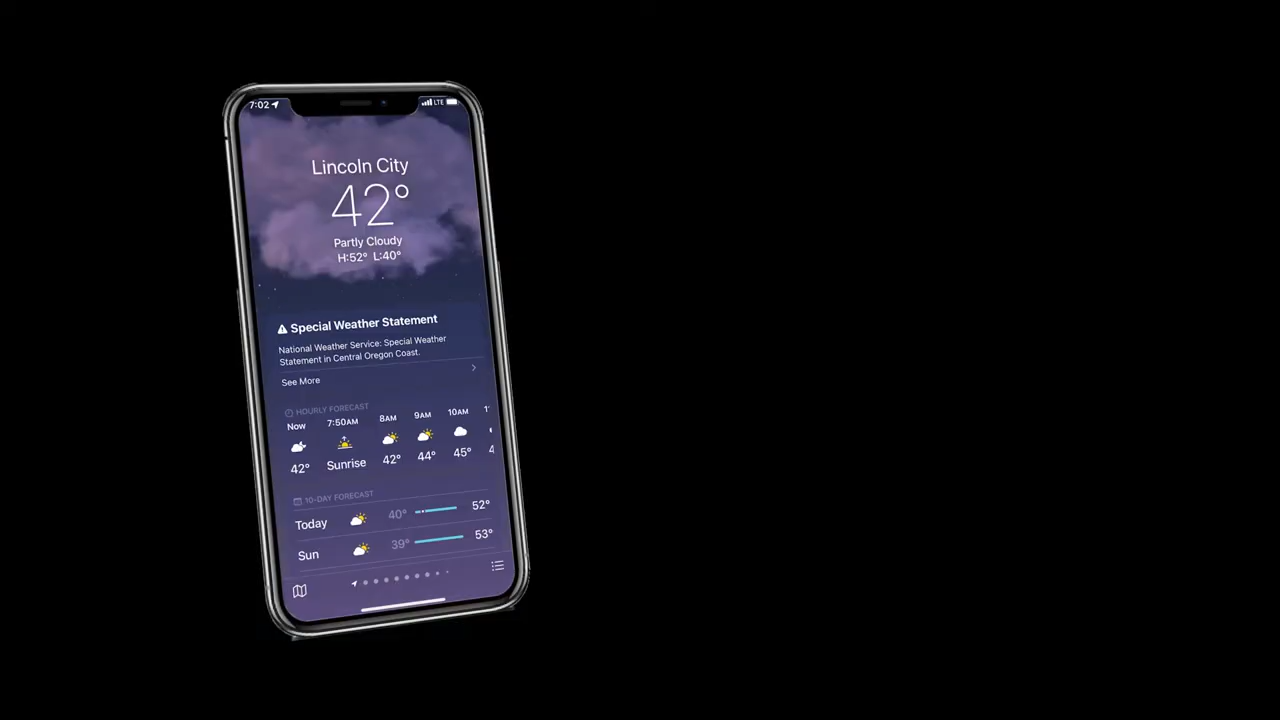 7:02
LTE
Lincoln City
42°
Partly Cloudy
H:52° L:40°
Special Weather Statement
National Weather Service: Special Weather
Statement in Central Oregon Coast.
See More
HOURLY FORECAST
Now 7:50AM 8AM 9AM 10AM
42° Sunrise 42° 44° 45°
10-DAY FORECAST
Today 40° 52°
Sun 39° 53°